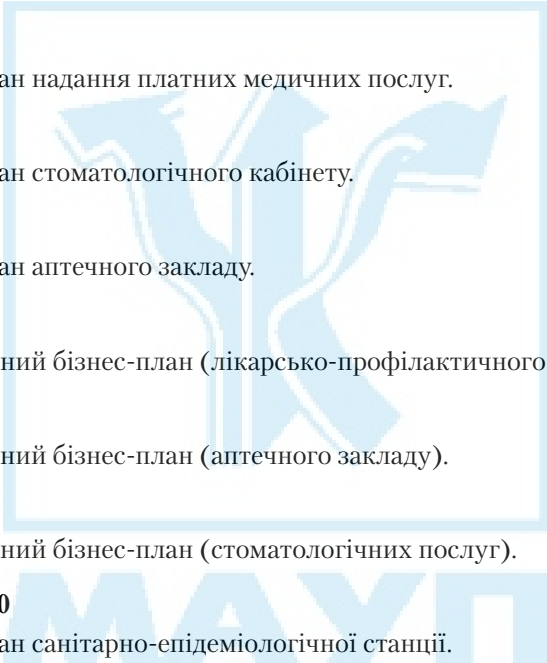 ан надання платних медичних послуг.
ан стоматологічного кабінету.
ан аптечного закладу.
ний бізнес-план (лікарсько-профілактичного
ний бізнес-план (аптечного закладу).
ний бізнес-план (стоматологічних послуг).
0
ан санітарно-епідеміологічної станції.
МАУП